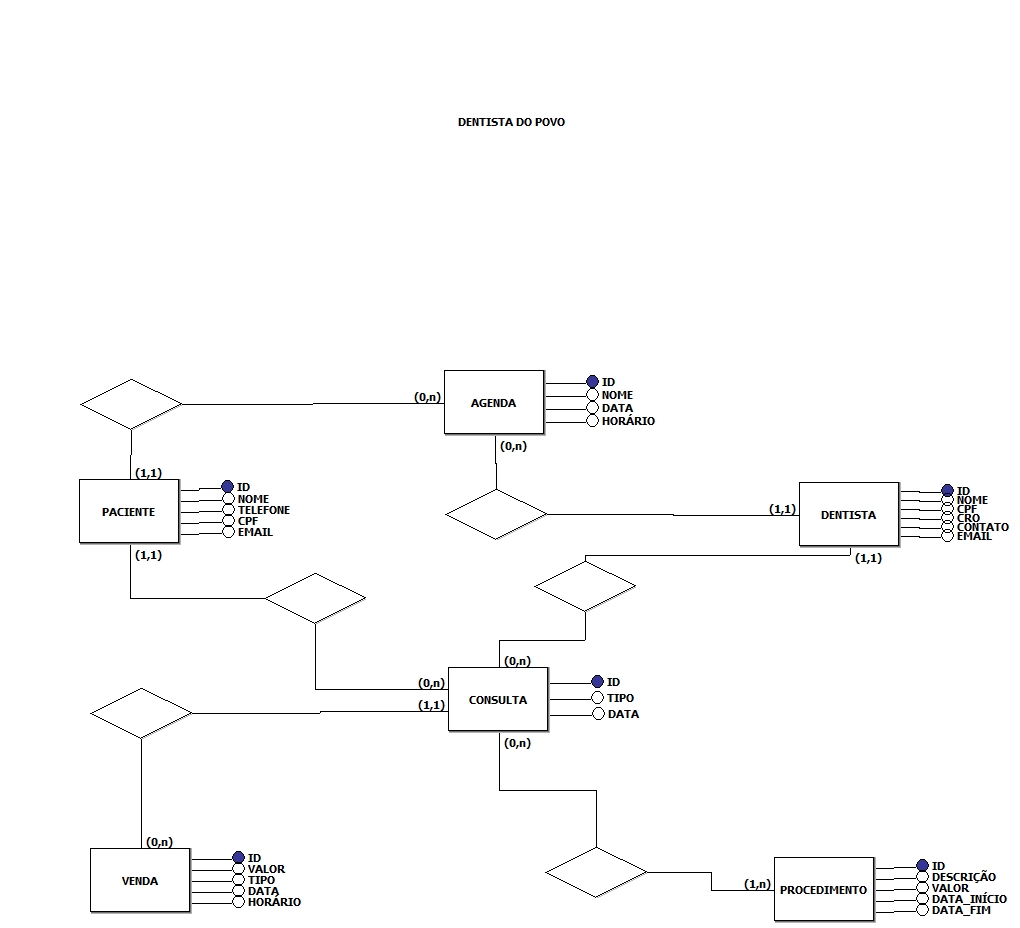 DENTISTA DO POVO
(0,n)
AGENDA
ID
NOME
DATA
HORÁRIO
(0,n)
(1,1)
PACIENTE
ID
NOME
TELEFONE
CPF
EMAIL
(1,1)
(1,1)
DENTISTA
ID
NOME
CPF
CRO
CONTATO
EMAIL
(1,1)
(0,n)
(0,n)
(1,1)
CONSULTA
ID
TIPO
DATA
(0,n)
(0,n)
VENDA
ID
VALOR
TIPO
DATA
HORÁRIO
(1,n)
PROCEDIMENTO
ID
DESCRIÇÃO
VALOR
DATA_INÍCIO
DATA_FIM